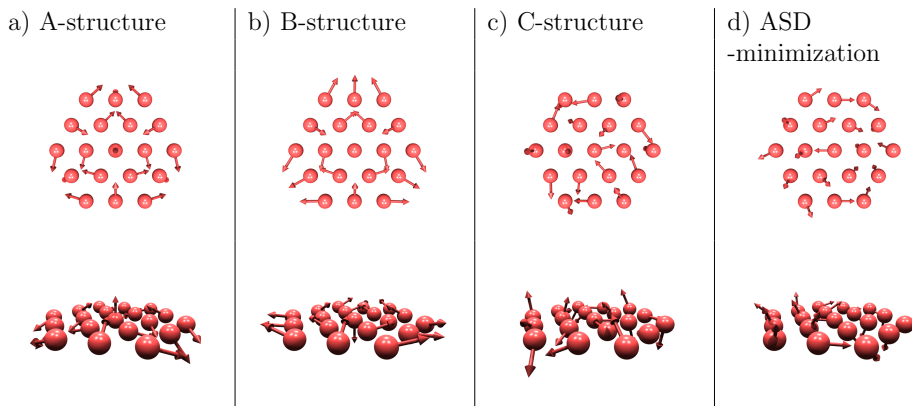 a) A-structure
b) B-structure
c) C-structure
d) ASD
-minimization